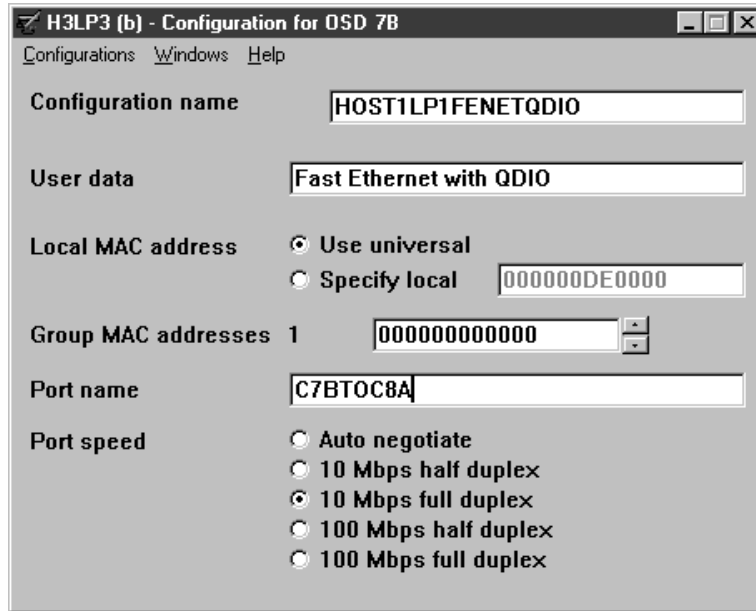 H3LP3 (b) - Configuration for OSD 7B
Configurations Windows Help
Configuration name HOST1LP1FENETQDIO
User data Fast Ethernet with QDIO
Local MAC address Use universal
Specify local 000000DE0000
Group MAC addresses 1 000000000000
Port name C7BTOC8A
Port speed Auto negotiate
10 Mbps half duplex
10 Mbps full duplex
100 Mbps half duplex
100 Mbps full duplex